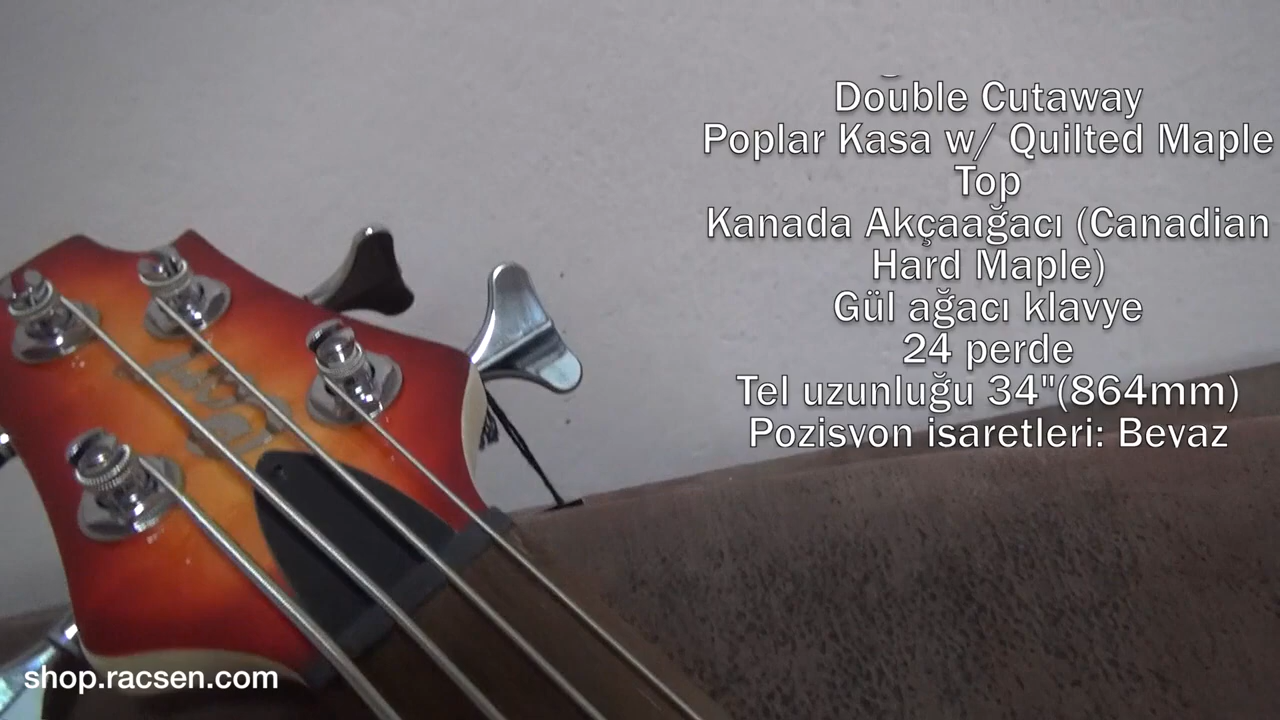 Double Cutaway
Poplar Kasa w/ Quilted Maple
Top
Kanada Akçaağacı (Canadian
Hard Maple)
Gül ağacı klavye
24 perde
Tel uzunluğu 34"(864mm)
Pozisyon işaretleri: Beyaz
shop.racsen.com